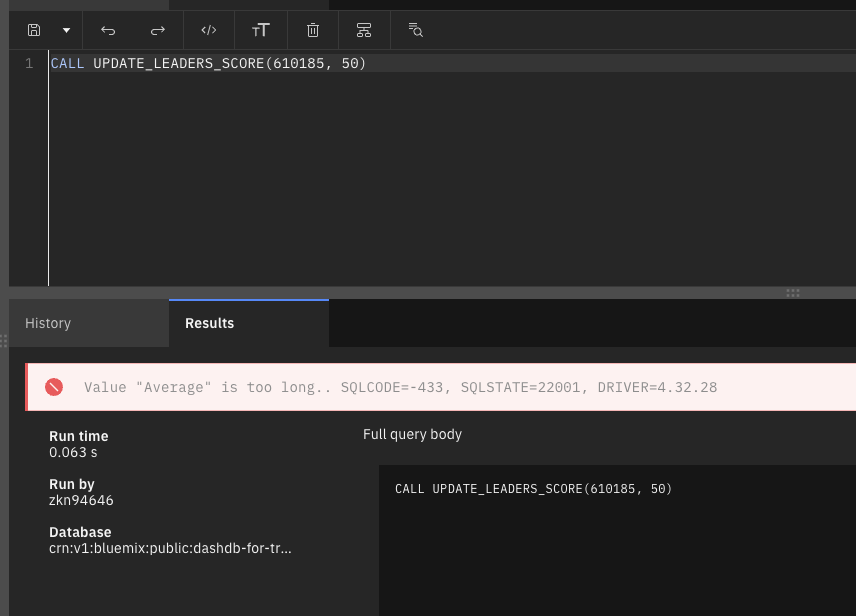 1 CALL UPDATE_LEADERS_SCORE(610185, 50)
History
Results
Value "Average" is too long.. SQLCODE=-433, SQLSTATE=22001, DRIVER=4.32.28
Run time
0.063 s
Run by
zkn94646
Database
crn:v1:bluemix:public:dashdb-for-tr...
Full query body
CALL UPDATE_LEADERS_SCORE(610185, 50)